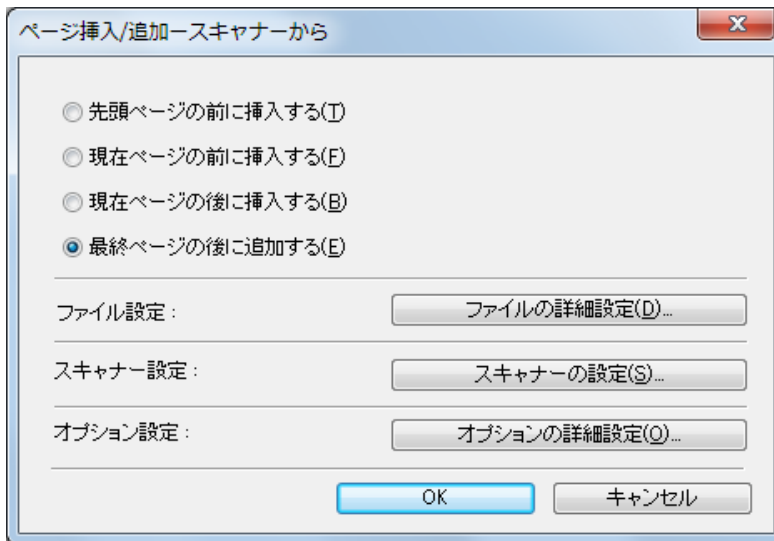 ページ挿入/追加ースキャナーから
先頭ページの前に挿入する(T)
現在ページの前に挿入する(F)
現在ページの後に挿入する(B)
最終ページの後に追加する(E)
ファイル設定： ファイルの詳細設定(D)...
スキャナー設定： スキャナーの設定(S)...
オプション設定： オプションの詳細設定(O)...
OK キャンセル